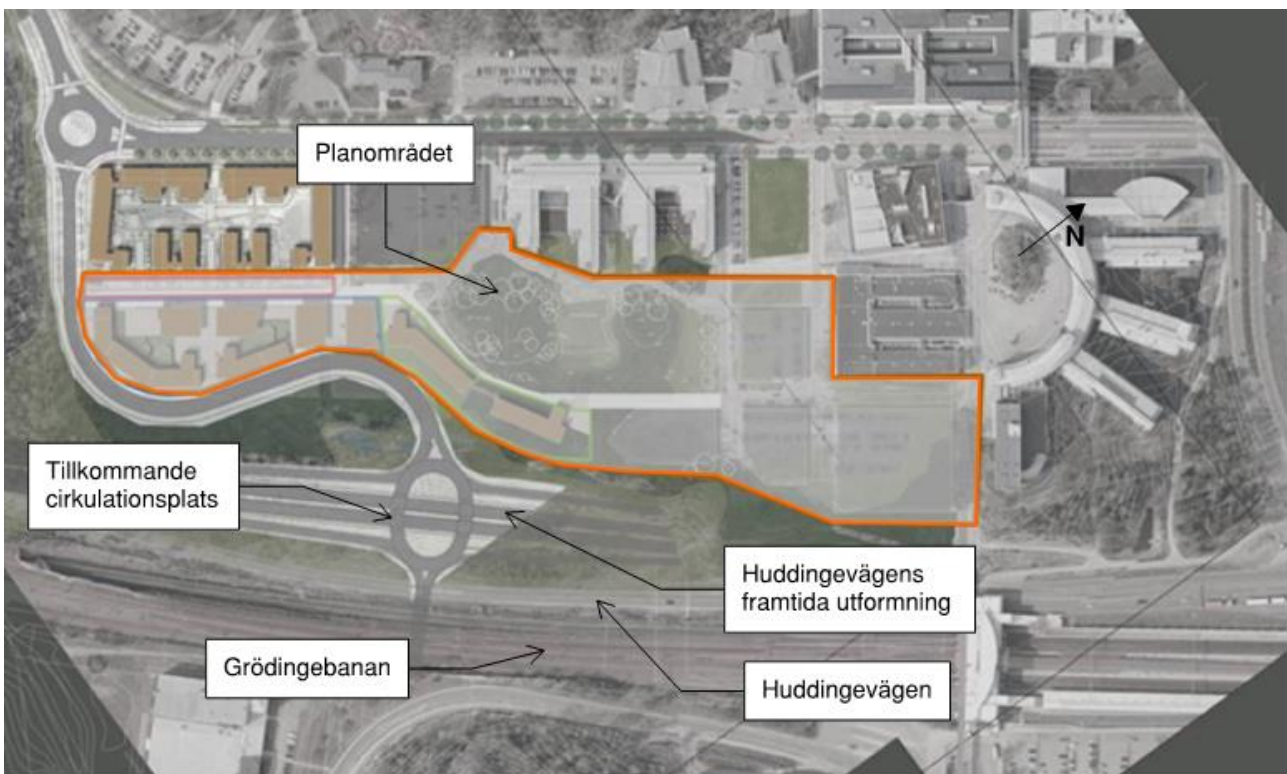 Planområdet
N
Tillkommande
cirkulationsplats
Huddingevägens
framtida utformning
Grödingebanan
Huddingevägen